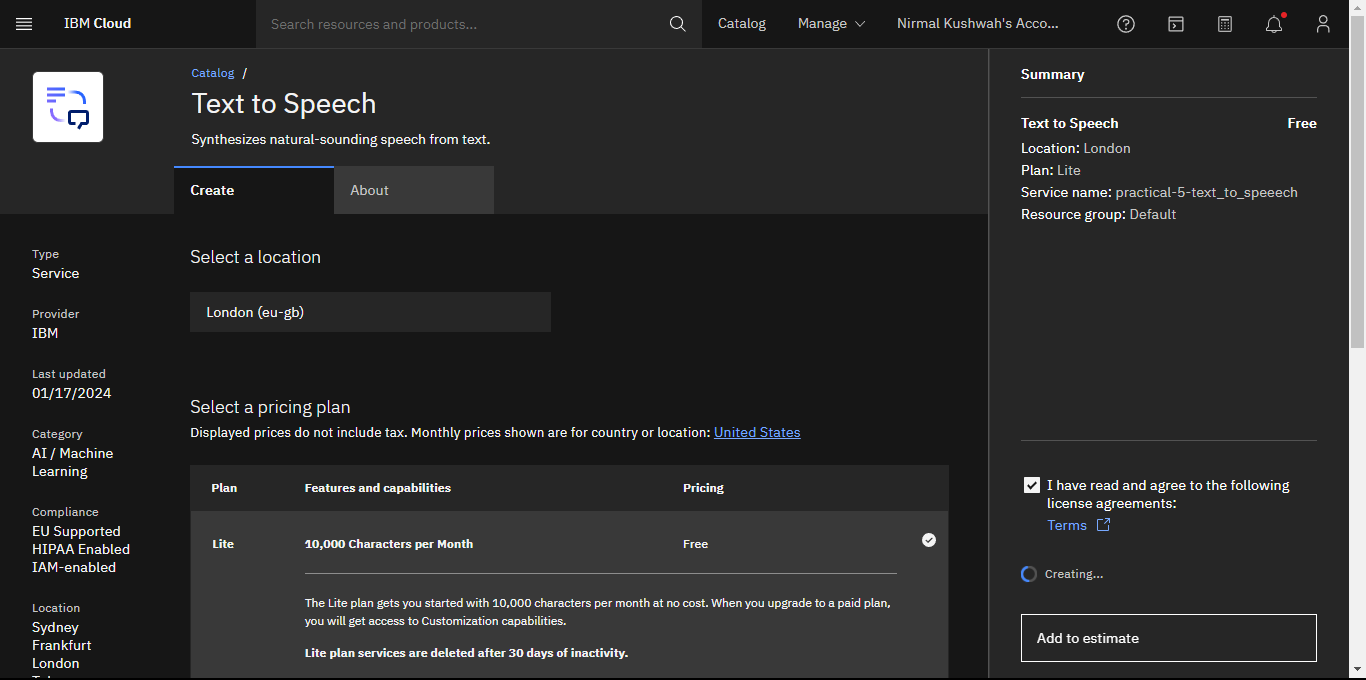 IBM Cloud
Search resources and products...
Catalog
Manage
Nirmal Kushwah's Acco...
Catalog /
Text to Speech
Synthesizes natural-sounding speech from text.
Create
About
Type
Service
Provider
IBM
Last updated
01/17/2024
Category
AI / Machine
Learning
Compliance
EU Supported
HIPAA Enabled
IAM-enabled
Location
Sydney
Frankfurt
London
Select a location
London (eu-gb)
Select a pricing plan
Displayed prices do not include tax. Monthly prices shown are for country or location: United States
Plan Features and capabilities Pricing
Lite 10,000 Characters per Month Free
The Lite plan gets you started with 10,000 characters per month at no cost. When you upgrade to a paid plan,
you will get access to Customization capabilities.
Lite plan services are deleted after 30 days of inactivity.
Summary
Text to Speech Free
Location: London
Plan: Lite
Service name: practical-5-text_to_speeech
Resource group: Default
I have read and agree to the following
license agreements:
Terms
Creating...
Add to estimate